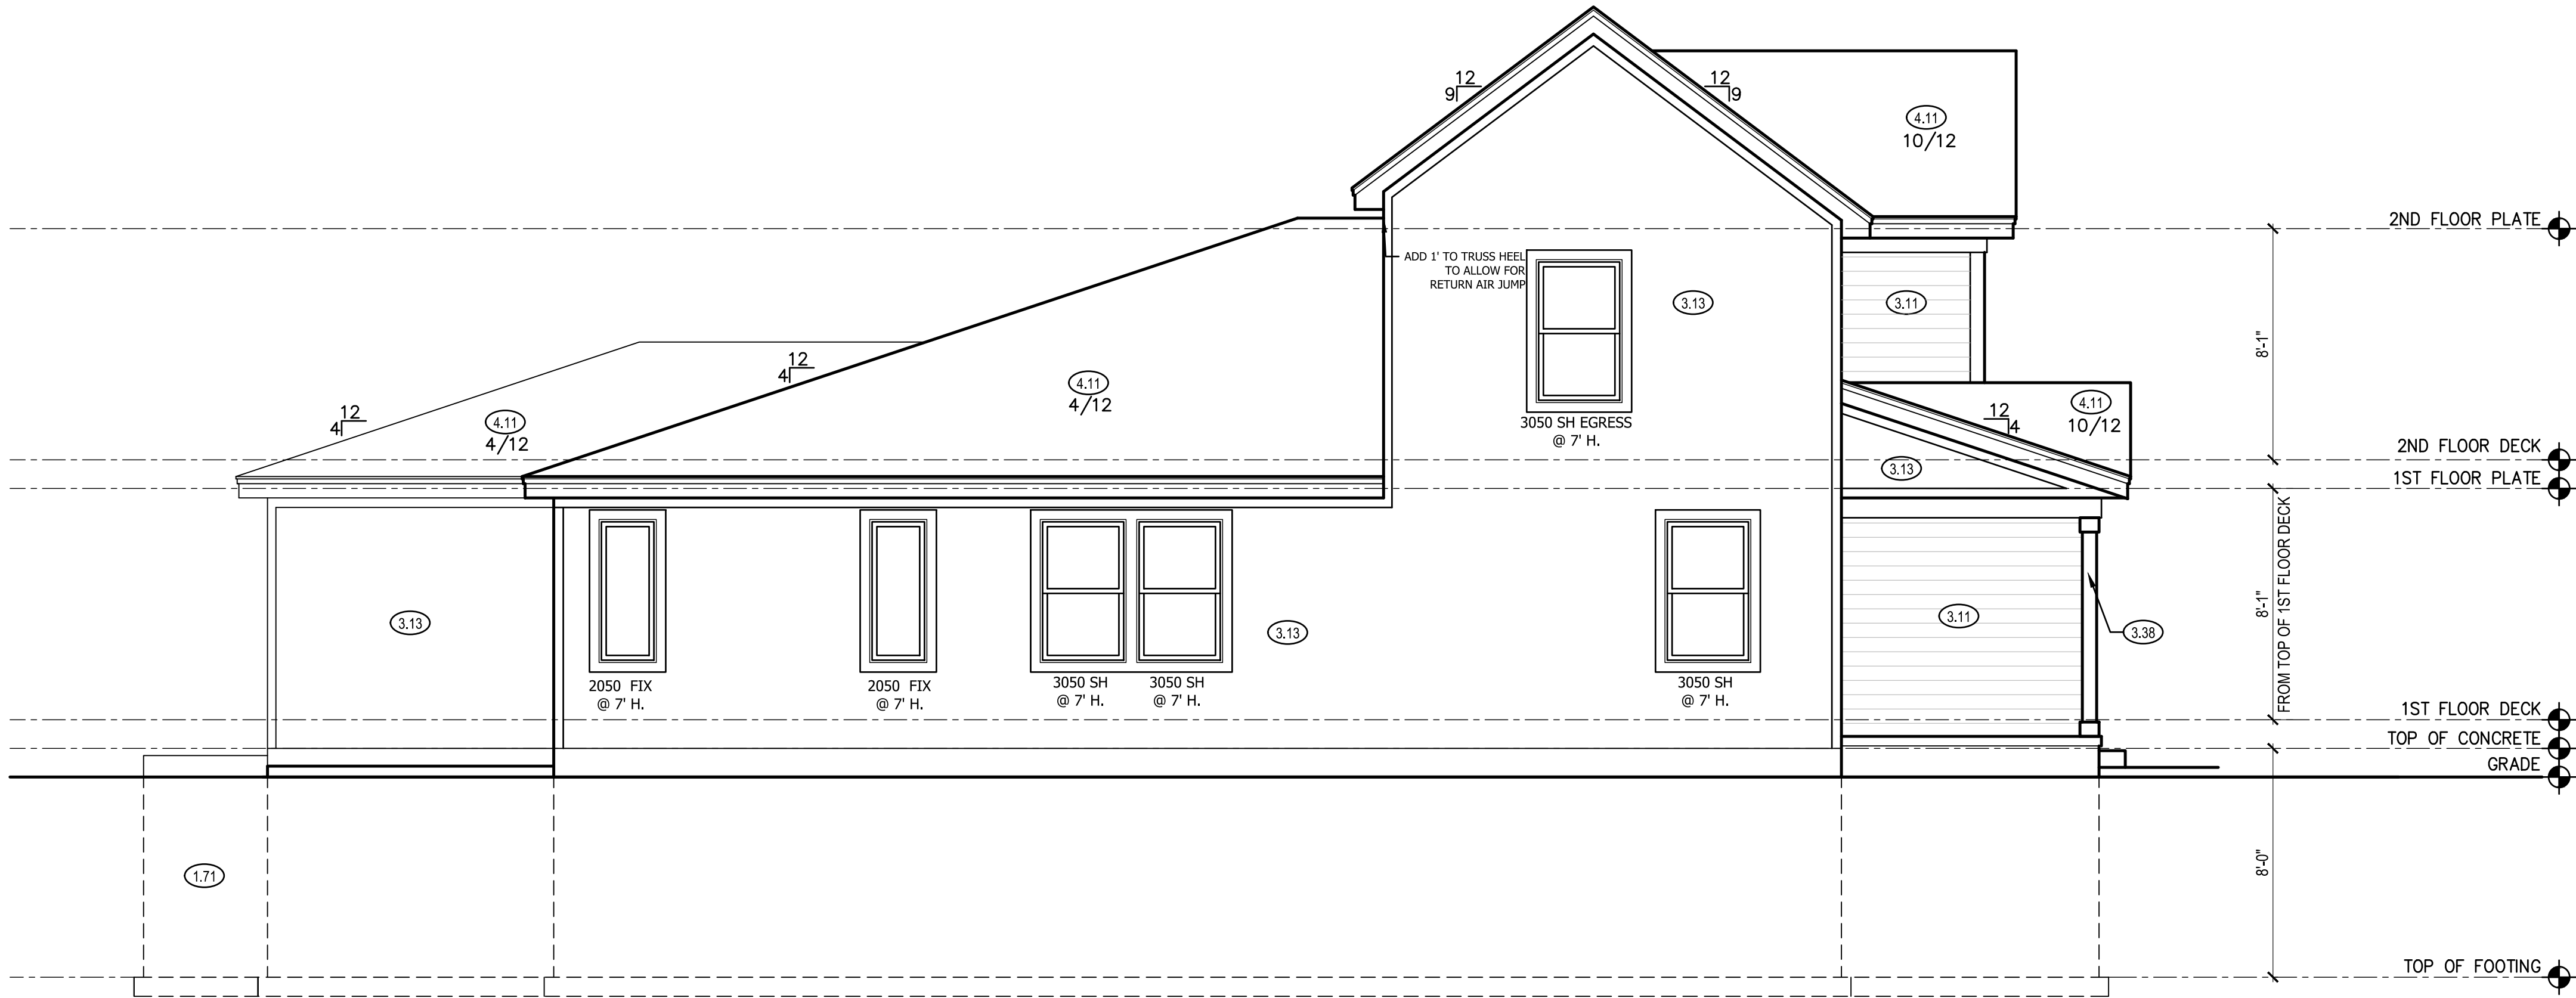 12
9
12
9
4.11
10/12
2ND FLOOR PLATE
ADD 1' TO TRUSS HEEL
TO ALLOW FOR
RETURN AIR JUMP
3.13
3.11
8'-1"
12
4
4.11
4/12
12
4
4.11
4/12
3050 SH EGRESS
@ 7' H.
12
4
4.11
10/12
3.13
2ND FLOOR DECK
1ST FLOOR PLATE
3.13
3.13
3.11
3.38
8'-1"
FROM TOP OF 1ST FLOOR DECK
2050 FIX
@ 7' H.
2050 FIX
@ 7' H.
3050 SH
@ 7' H.
3050 SH
@ 7' H.
3050 SH
@ 7' H.
1ST FLOOR DECK
TOP OF CONCRETE
GRADE
1.71
8'-0"
TOP OF FOOTING